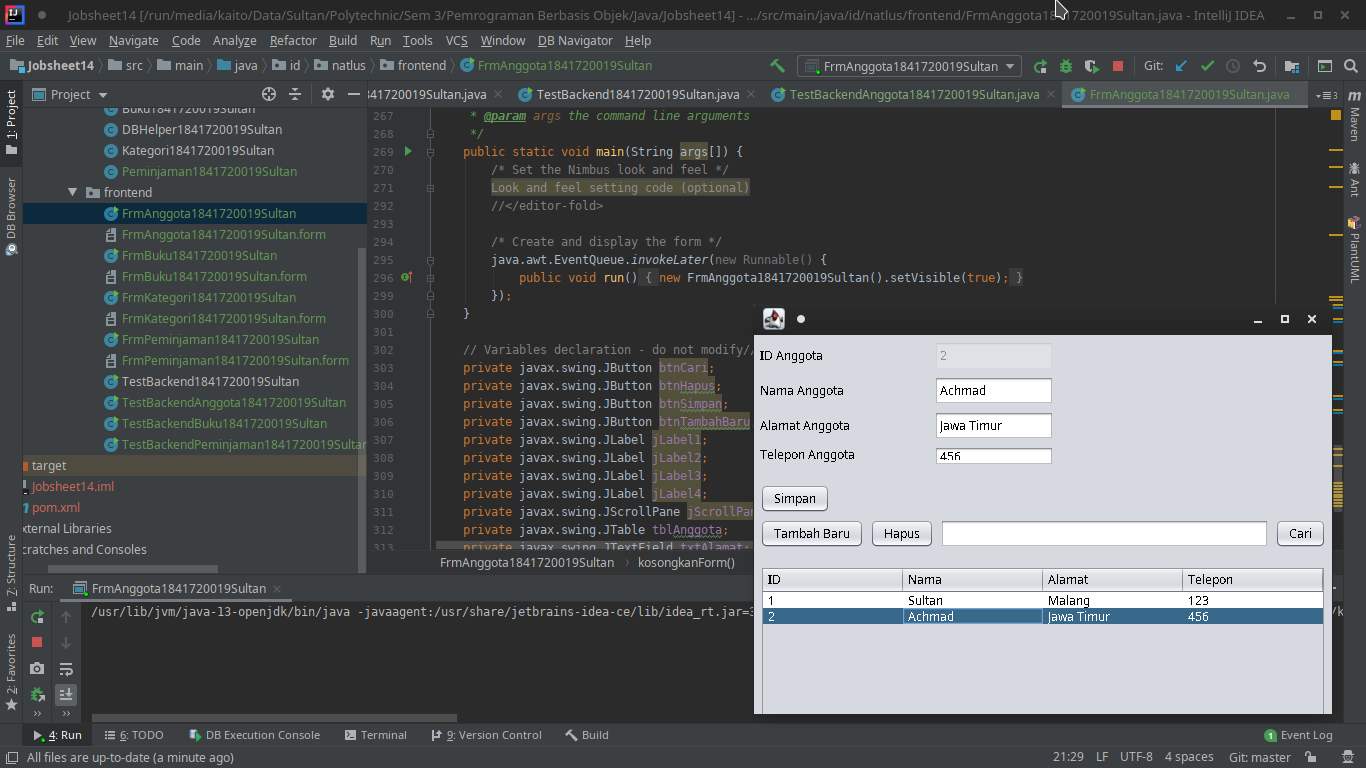 Jobsheet14 [/run/media/kaito/Data/Sultan/Polytechnic/Sem 3/Pemrograman Berbasis Objek/Java/Jobsheet14] - .../src/main/java/id/natlus/frontend/FrmAnggota1841720019Sultan.java - IntelliJ IDEA
File Edit View Navigate Code Analyze Refactor Build Run Tools VCS Window DB Navigator Help
Jobsheet14 src main java id natlus frontend FrmAnggota1841720019Sultan
FrmAnggota1841720019Sultan Git:
Project
1841720019Sultan.java TestBackend1841720019Sultan.java TestBackendAnggota1841720019Sultan.java FrmAnggota1841720019Sultan.java
1: Project
DB Browser
Z: Structure
2: Favorites
Buku1841720019Sultan
DBHelper1841720019Sultan
Kategori1841720019Sultan
Peminjaman1841720019Sultan
frontend
FrmAnggota1841720019Sultan
FrmAnggota1841720019Sultan.form
FrmBuku1841720019Sultan
FrmBuku1841720019Sultan.form
FrmKategori1841720019Sultan
FrmKategori1841720019Sultan.form
FrmPeminjaman1841720019Sultan
FrmPeminjaman1841720019Sultan.form
TestBackend1841720019Sultan
TestBackendAnggota1841720019Sultan
TestBackendBuku1841720019Sultan
TestBackendPeminjaman1841720019Sultan
target
Jobsheet14.iml
pom.xml
xternal Libraries
cratches and Consoles
267 * @param args the command line arguments
268 */
269 public static void main(String args[]) {
270 /* Set the Nimbus look and feel */
271 Look and feel setting code (optional)
292 //</editor-fold>
293
294 /* Create and display the form */
295 java.awt.EventQueue.invokeLater(new Runnable() {
296 public void run() { new FrmAnggota1841720019Sultan().setVisible(true); }
299 });
300 }
301
302 // Variables declaration - do not modify//
303 private javax.swing.JButton btnCari;
304 private javax.swing.JButton btnHapus;
305 private javax.swing.JButton btnSimpan;
306 private javax.swing.JButton btnTambahBaru
307 private javax.swing.JLabel jLabel1;
308 private javax.swing.JLabel jLabel2;
309 private javax.swing.JLabel jLabel3;
310 private javax.swing.JLabel jLabel4;
311 private javax.swing.JScrollPane jScrollPan
312 private javax.swing.JTable tblAnggota;
313 private javax.swing.JTextField txtAlamat;
FrmAnggota1841720019Sultan kosongkanForm()
Maven
Ant
PlantUML
ID Anggota 2
Nama Anggota Achmad
Alamat Anggota Jawa Timur
Telepon Anggota 456
Simpan
Tambah Baru Hapus Cari
ID Nama Alamat Telepon
1 Sultan Malang 123
2 Achmad Jawa Timur 456
Run: FrmAnggota1841720019Sultan
/usr/lib/jvm/java-13-openjdk/bin/java -javaagent:/usr/share/jetbrains-idea-ce/lib/idea_rt.jar=3
4: Run 6: TODO DB Execution Console Terminal 9: Version Control Build 1 Event Log
All files are up-to-date (a minute ago) 21:29 LF UTF-8 4 spaces Git: master